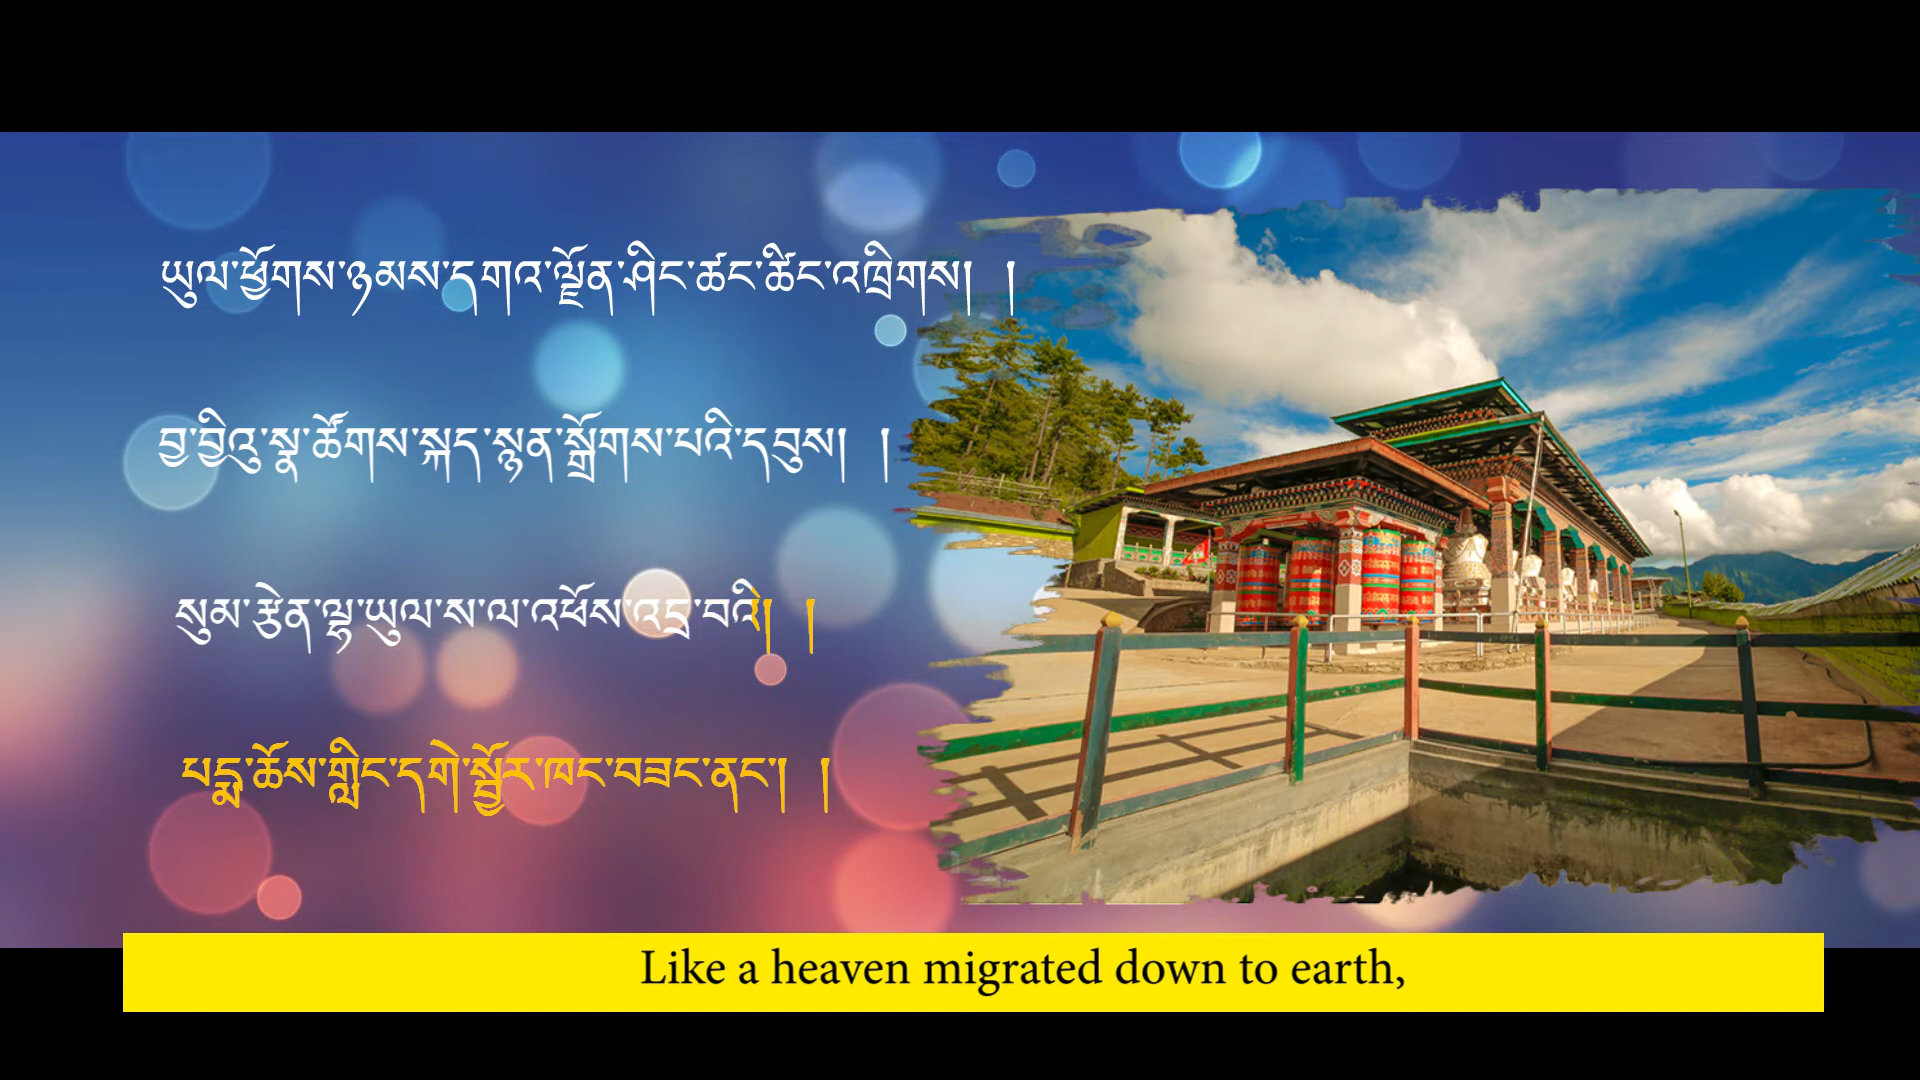 ཡུལ་ཕྱོགས་ཉམས་དགའ་ལྗོན་ཤིང་ཚང་ཚིང་འཁྲིགས། །
བྱ་བྱིའུ་སྣ་ཚོགས་སྐད་སྙན་སྒྲོགས་པའི་དབུས། །
སུམ་རྩེན་ལྷ་ཡུལ་ས་ལ་འཕོས་འདྲ་བའི། །
པདྨ་ཆོས་གླིང་དགེ་སྦྱོར་ཁང་བཟང་ནང་། །
Like a heaven migrated down to earth,